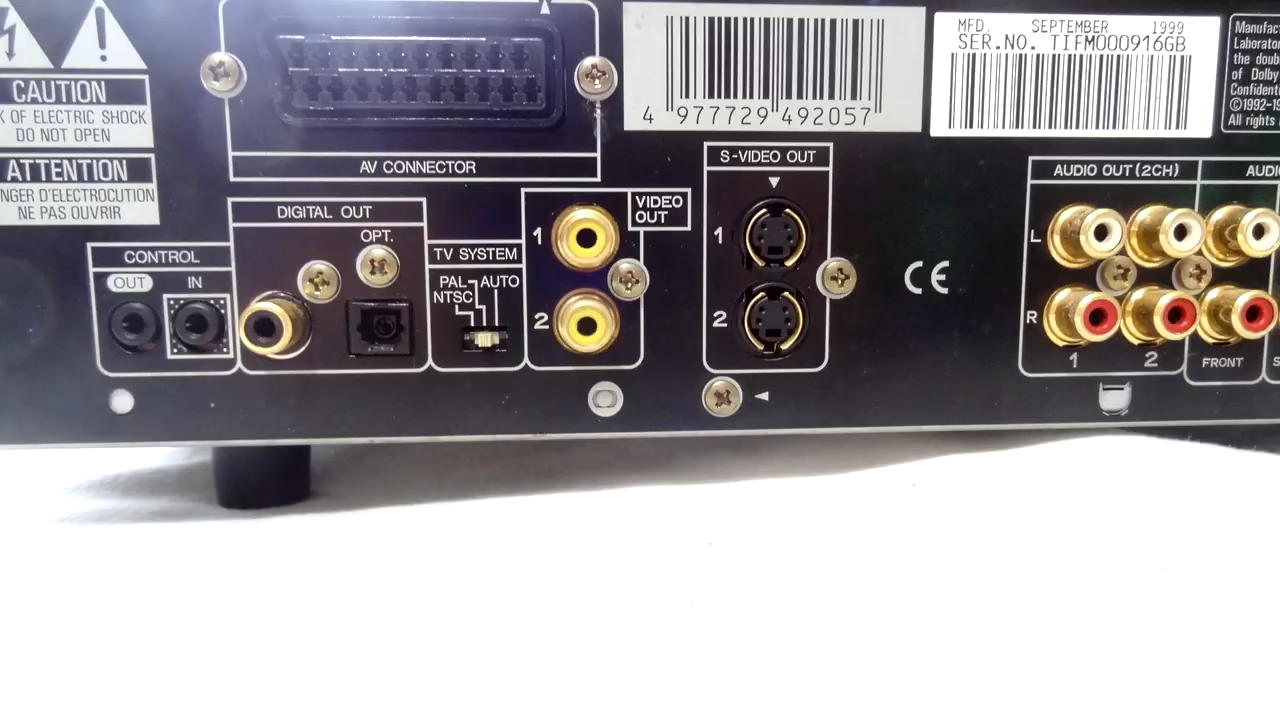 CAUTION
K OF ELECTRIC SHOCK
DO NOT OPEN
ATTENTION
NGER D'ELECTROCUTION
NE PAS OUVRIR
AV CONNECTOR
4 977729 492057
MFD. SEPTEMBER 1999
SER.NO. TIFM000916GB
Manufac
Laborato
the doub
of Dolby
Confidenti
©1992-19
All rights
CONTROL
OUT IN
DIGITAL OUT
OPT.
TV SYSTEM
PAL AUTO
NTSC
VIDEO
OUT
1
2
S-VIDEO OUT
1
2
CE
AUDIO OUT (2CH)
AUDIO
L
R
1 2
FRONT
S